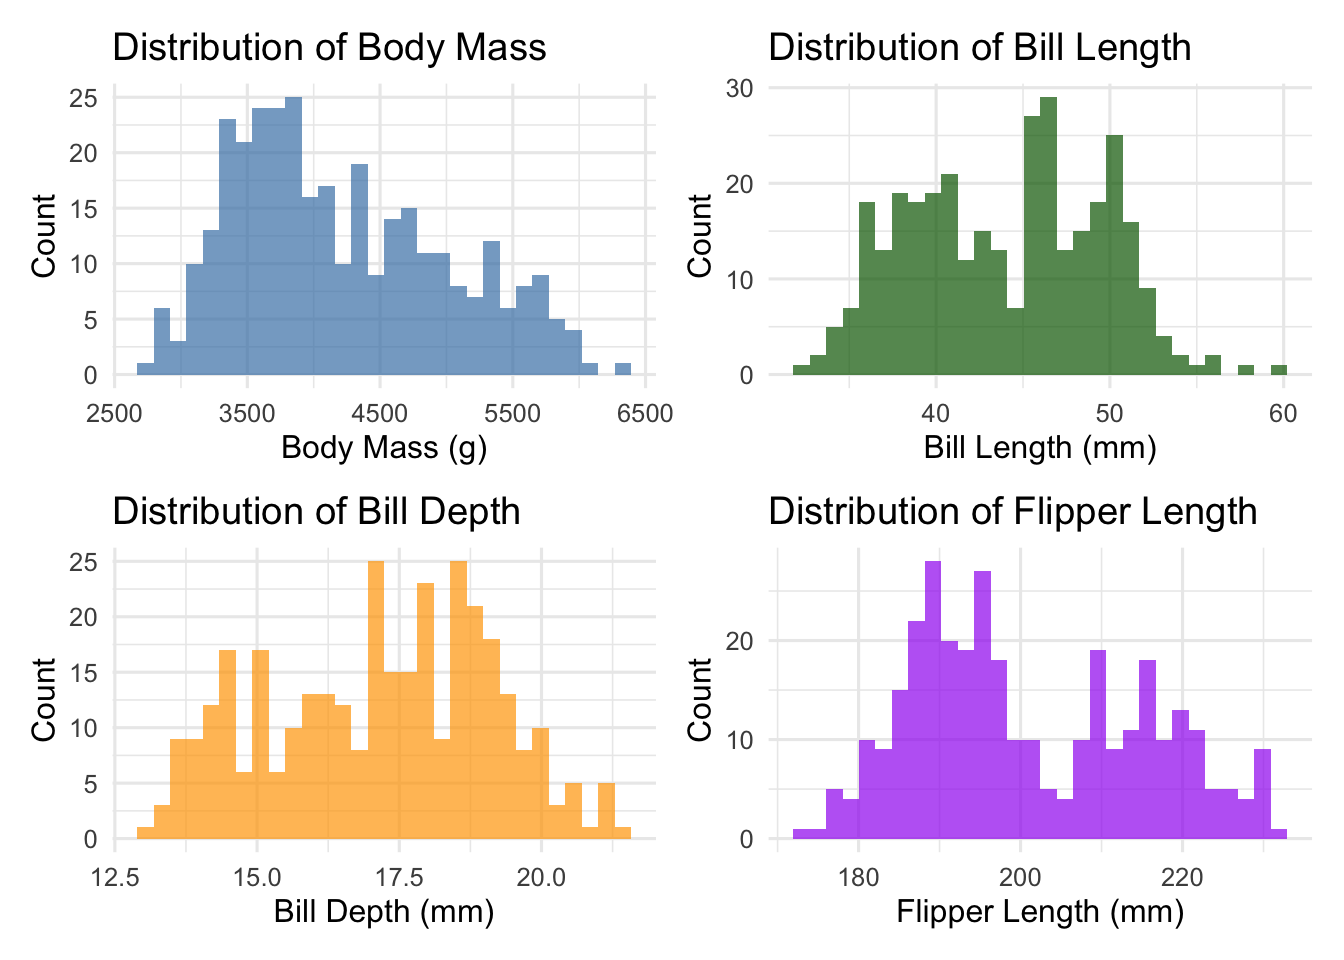 Distribution of Body Mass
25
20
15
10
5
0
Count
2500 3500 4500 5500 6500
Body Mass (g)
Distribution of Bill Length
30
20
10
0
Count
40 50 60
Bill Length (mm)
Distribution of Bill Depth
25
20
15
10
5
0
Count
12.5 15.0 17.5 20.0
Bill Depth (mm)
Distribution of Flipper Length
20
10
0
Count
180 200 220
Flipper Length (mm)